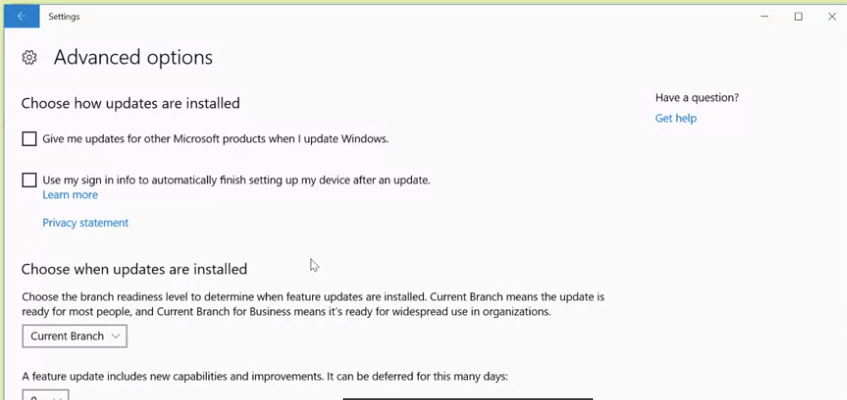 Settings
Advanced options
Choose how updates are installed
Have a question?
Get help
Give me updates for other Microsoft products when I update Windows.
Use my sign in info to automatically finish setting up my device after an update.
Learn more
Privacy statement
Choose when updates are installed
Choose the branch readiness level to determine when feature updates are installed. Current Branch means the update is
ready for most people, and Current Branch for Business means it's ready for widespread use in organizations.
Current Branch
A feature update includes new capabilities and improvements. It can be deferred for this many days: